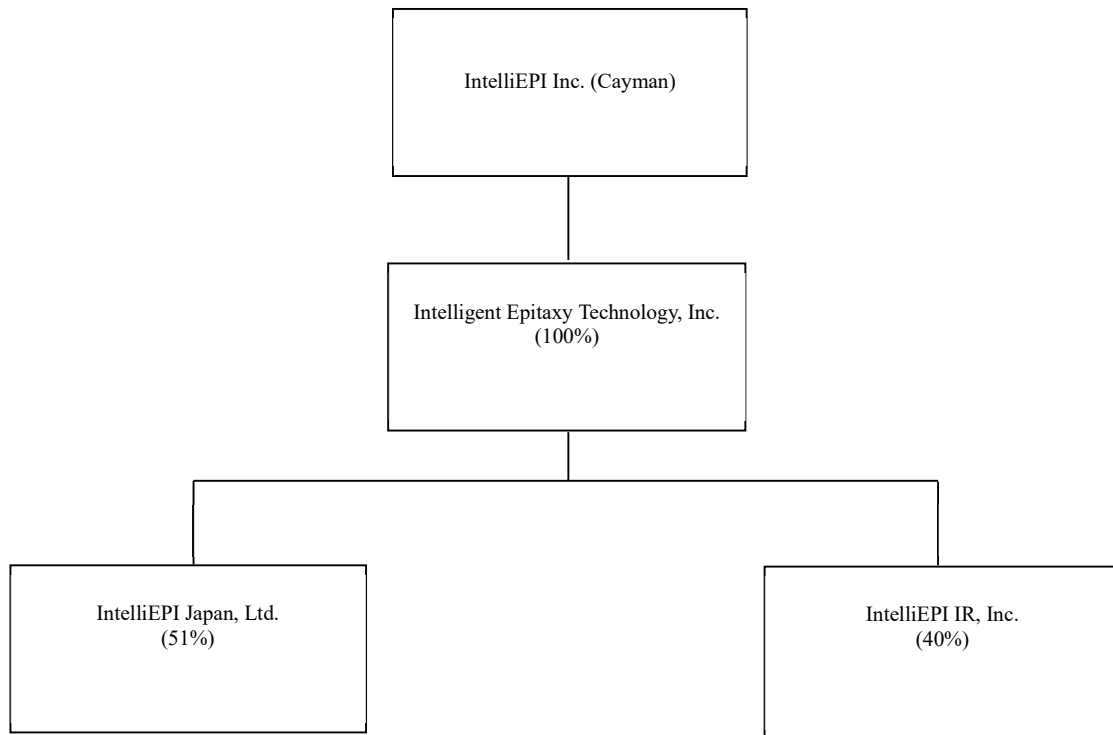 IntelliEPI Inc. (Cayman)
Intelligent Epitaxy Technology, Inc.
(100%)
IntelliEPI Japan, Ltd.
(51%)
IntelliEPI IR, Inc.
(40%)